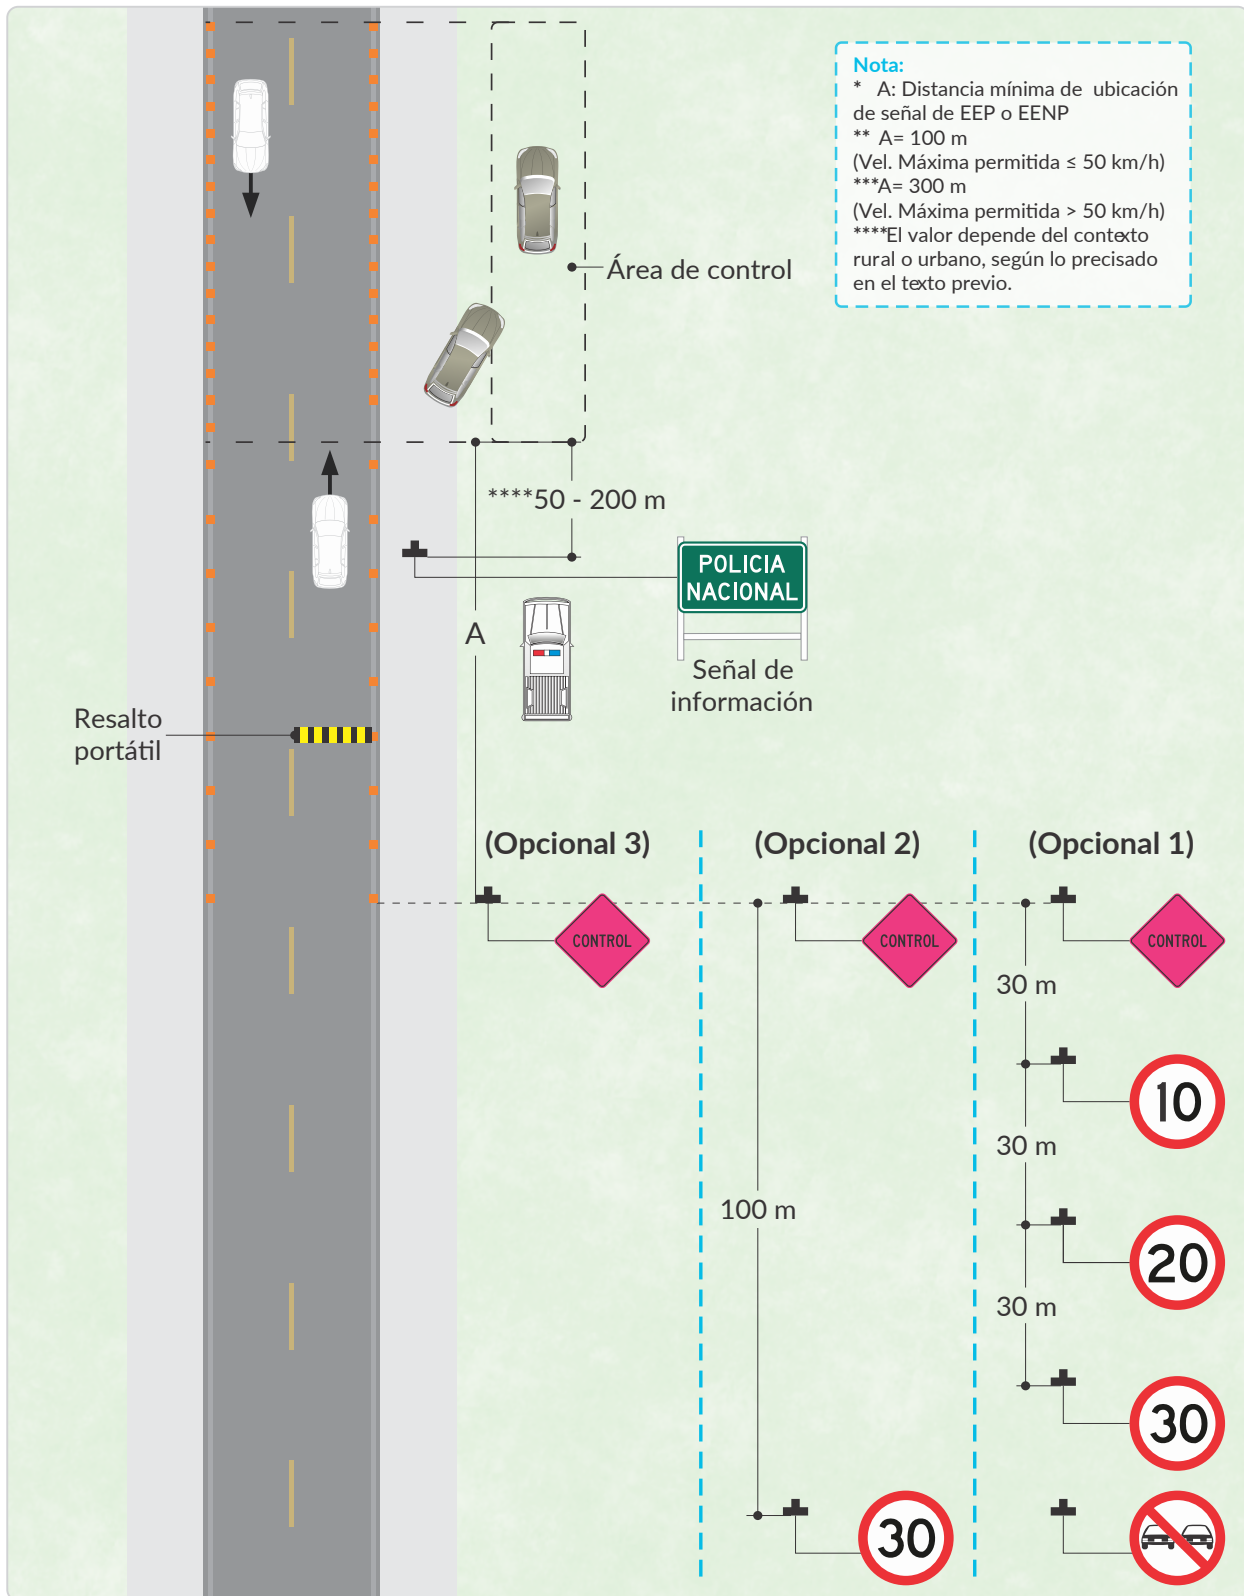 Nota:
* A: Distancia mínima de ubicación
de señal de EEP o EENP
** A= 100 m
(Vel. Máxima permitida ≤ 50 km/h)
***A= 300 m
(Vel. Máxima permitida > 50 km/h)
****El valor depende del contexto
rural o urbano, según lo precisado
en el texto previo.
Área de control
****50 - 200 m
POLICIA
NACIONAL
A
Señal de
información
Resalto
portátil
(Opcional 3)
(Opcional 2)
(Opcional 1)
CONTROL
CONTROL
CONTROL
30 m
10
30 m
100 m
20
30 m
30
30